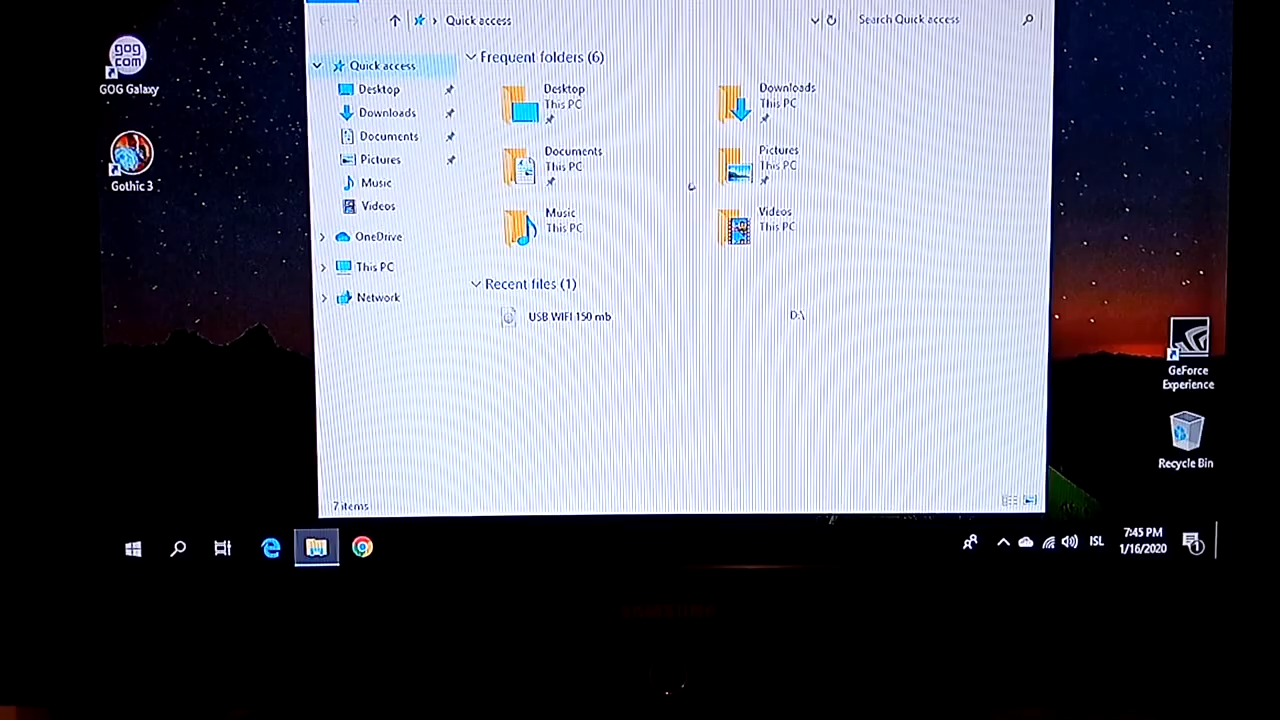 Quick access
Search Quick access
gog
com
GOG Galaxy
Gothic 3
Quick access
Desktop
Downloads
Documents
Pictures
Music
Videos
OneDrive
This PC
Network
Frequent folders (6)
Desktop
This PC
Downloads
This PC
Documents
This PC
Pictures
This PC
Music
This PC
Videos
This PC
Recent files (1)
USB WIFI 150 mb
D:\
7 items
GeForce
Experience
Recycle Bin
ISL
7:45 PM
1/16/2020
1